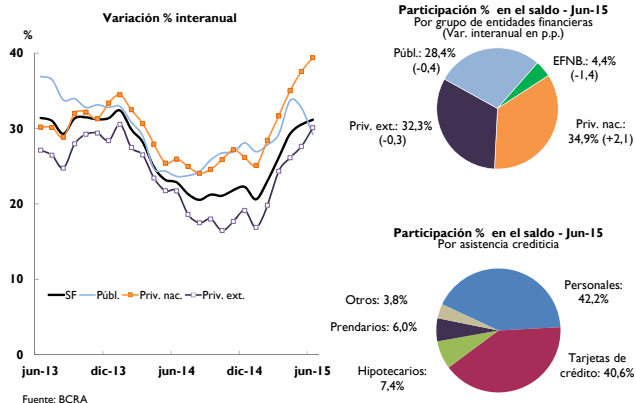 Variación % interanual
%
40
30
20
10
0
SF Públ. Priv. nac. Priv. ext.
jun-13 dic-13 jun-14 dic-14 jun-15
Fuente: BCRA
Participación % en el saldo - Jun-15
Por grupo de entidades financieras
(Var. interanual en p.p.)
Públ.: 28,4%
(-0,4)
EFNB.: 4,4%
(-1,4)
Priv. ext.: 32,3%
(-0,3)
Priv. nac.:
34,9% (+2,1)
Participación % en el saldo - Jun-15
Por asistencia crediticia
Personales:
42,2%
Otros: 3,8%
Prendarios: 6,0%
Hipotecarios:
7,4%
Tarjetas de
crédito: 40,6%